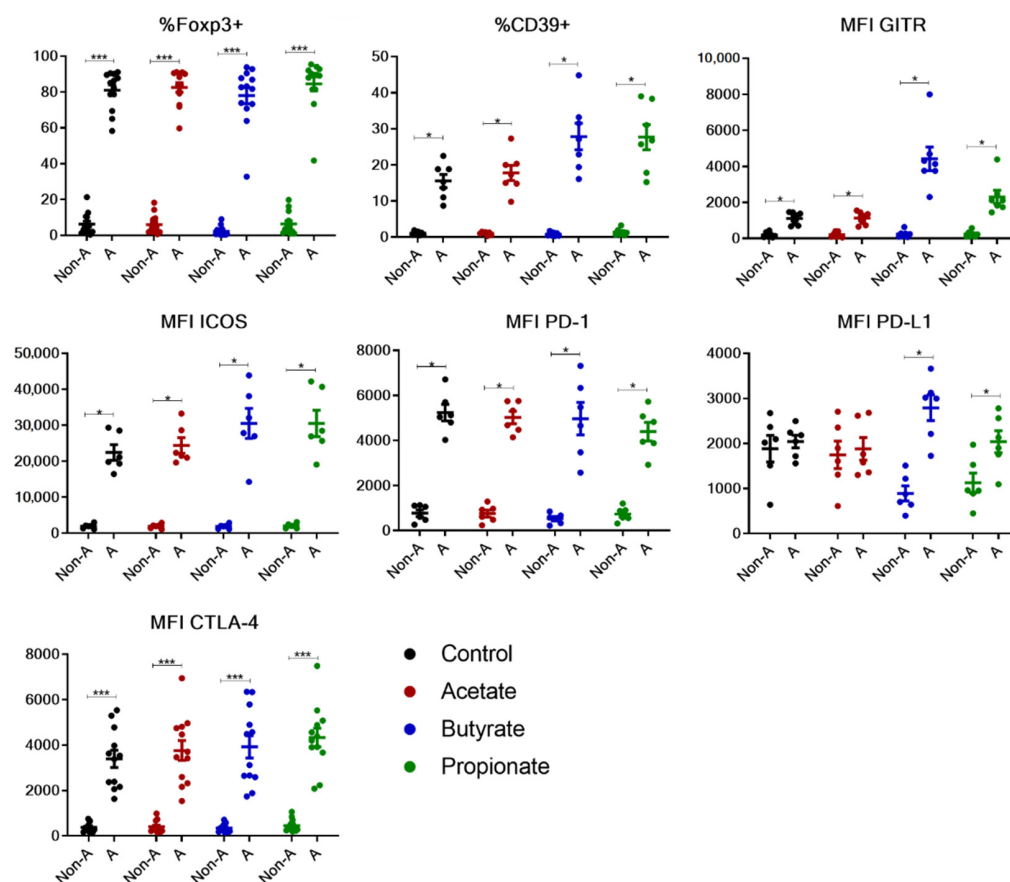 %Foxp3+
100
80
60
40
20
0
***
***
***
***
Non-A
A
Non-A
A
Non-A
A
Non-A
A
%CD39+
50
40
30
20
10
0
*
*
*
*
Non-A
A
Non-A
A
Non-A
A
Non-A
A
MFI GITR
10,000
8000
6000
4000
2000
0
*
*
*
*
Non-A
A
Non-A
A
Non-A
A
Non-A
A
MFI ICOS
50,000
40,000
30,000
20,000
10,000
0
*
*
*
*
Non-A
A
Non-A
A
Non-A
A
Non-A
A
MFI PD-1
8000
6000
4000
2000
0
*
*
*
*
Non-A
A
Non-A
A
Non-A
A
Non-A
A
MFI PD-L1
4000
3000
2000
1000
0
*
*
Non-A
A
Non-A
A
Non-A
A
Non-A
A
MFI CTLA-4
8000
6000
4000
2000
0
***
***
***
***
Non-A
A
Non-A
A
Non-A
A
Non-A
A
Control
Acetate
Butyrate
Propionate